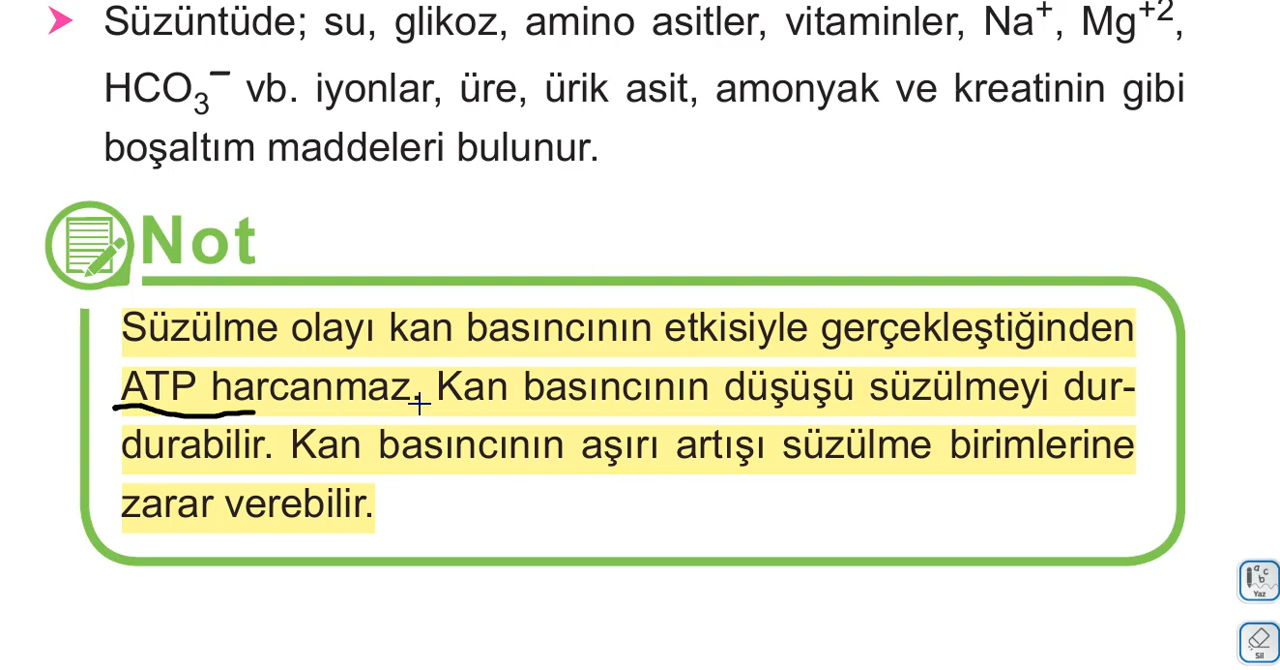 Süzüntüde; su, glikoz, amino asitler, vitaminler, Na⁺, Mg⁺²,
HCO₃⁻ vb. iyonlar, üre, ürik asit, amonyak ve kreatinin gibi
boşaltım maddeleri bulunur.
Not
Süzülme olayı kan basıncının etkisiyle gerçekleştiğinden
ATP harcanmaz. Kan basıncının düşüşü süzülmeyi dur-
durabilir. Kan basıncının aşırı artışı süzülme birimlerine
zarar verebilir.
a c
b
Yaz
Sil